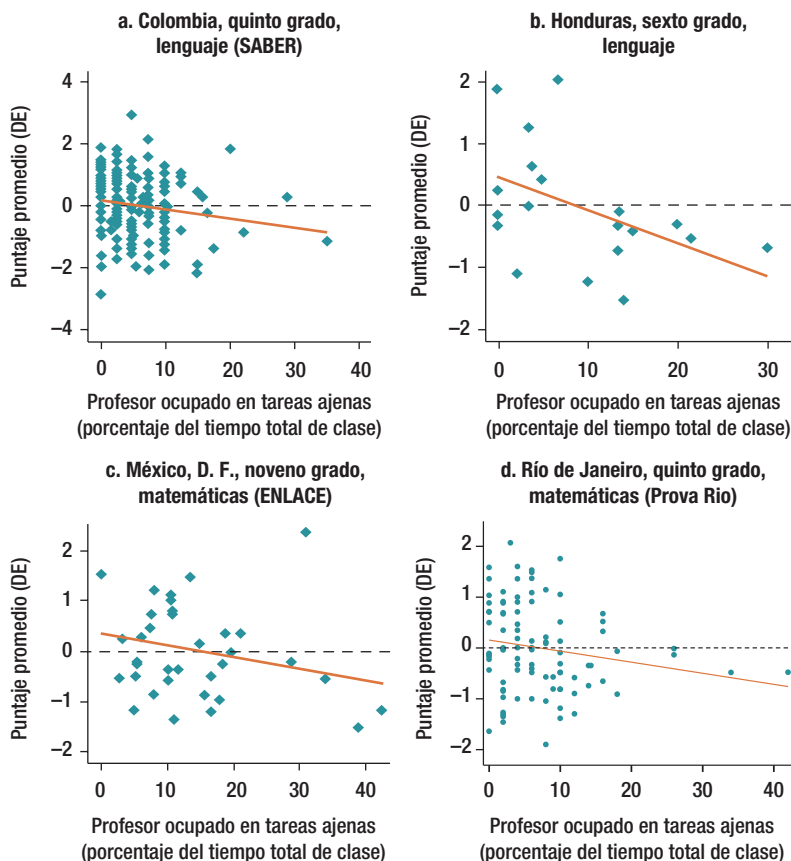 a. Colombia, quinto grado,
lenguaje (SABER)
Puntaje promedio (DE)
4
2
0
–2
–4
0 10 20 30 40
Profesor ocupado en tareas ajenas
(porcentaje del tiempo total de clase)
b. Honduras, sexto grado,
lenguaje
Puntaje promedio (DE)
2
1
0
–1
–2
0 10 20 30
Profesor ocupado en tareas ajenas
(porcentaje del tiempo total de clase)
c. México, D. F., noveno grado,
matemáticas (ENLACE)
Puntaje promedio (DE)
2
0
–2
0 10 20 30 40
Profesor ocupado en tareas ajenas
(porcentaje del tiempo total de clase)
d. Río de Janeiro, quinto grado,
matemáticas (Prova Rio)
Puntaje promedio (DE)
2
1
0
–1
–2
0 10 20 30 40
Profesor ocupado en tareas ajenas
(porcentaje del tiempo total de clase)